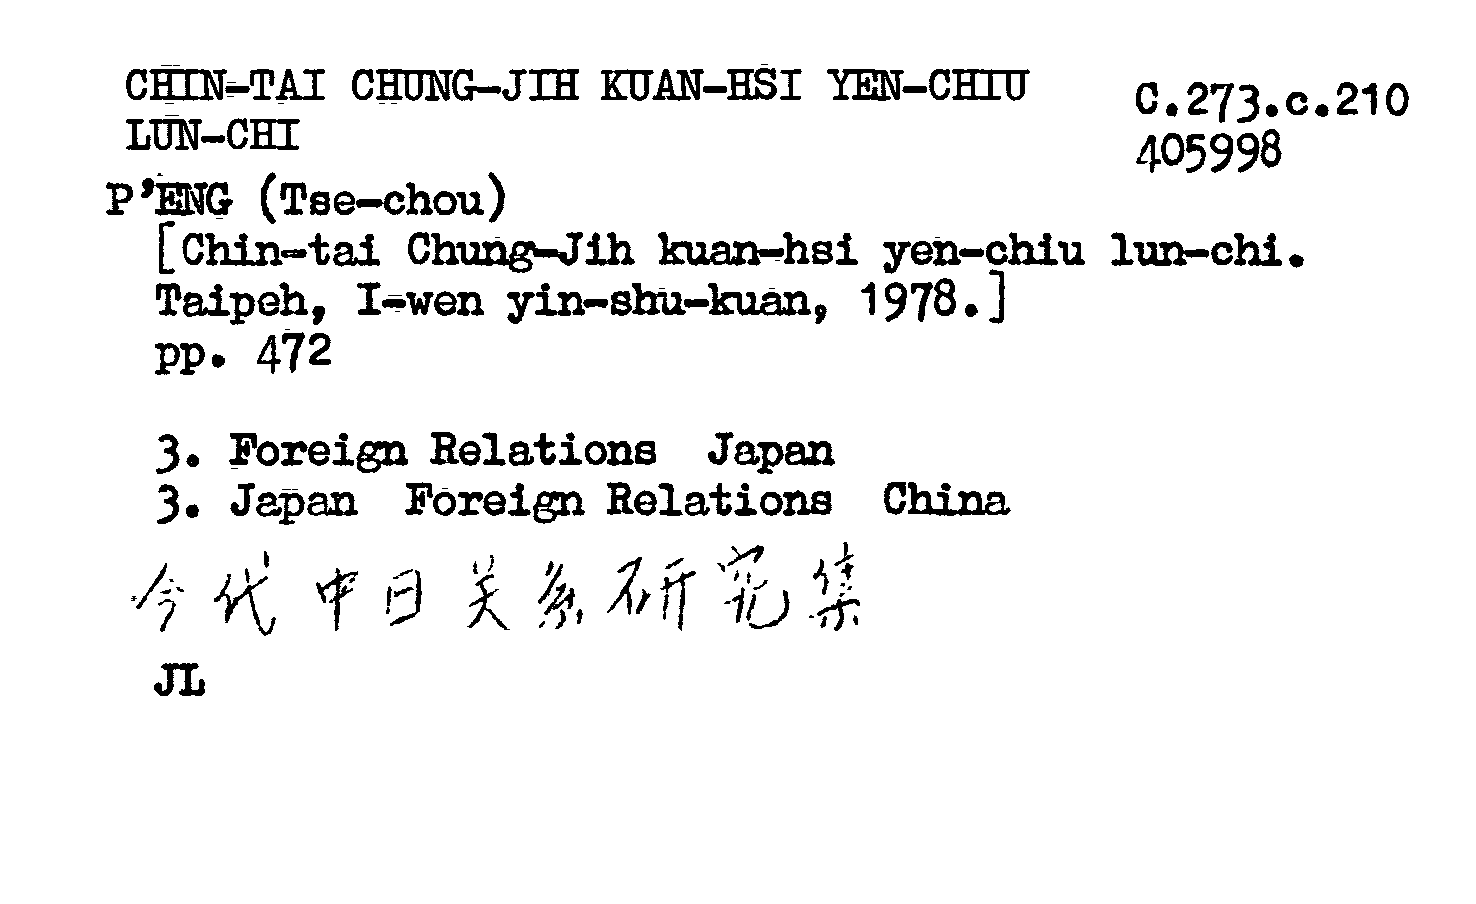 CHIN-TAI CHUNG-JIH KUAN-HSI YEN-CHIU
LUN-CHI
C.273.c.210
405998
P'ENG (Tse-chou)
[Chin-tai Chung-Jih kuan-hsi yen-chiu lun-chi.
Taipeh, I-wen yin-shu-kuan, 1978.]
pp. 472
3. Foreign Relations Japan
3. Japan Foreign Relations China
今代中日关系研究集
JL